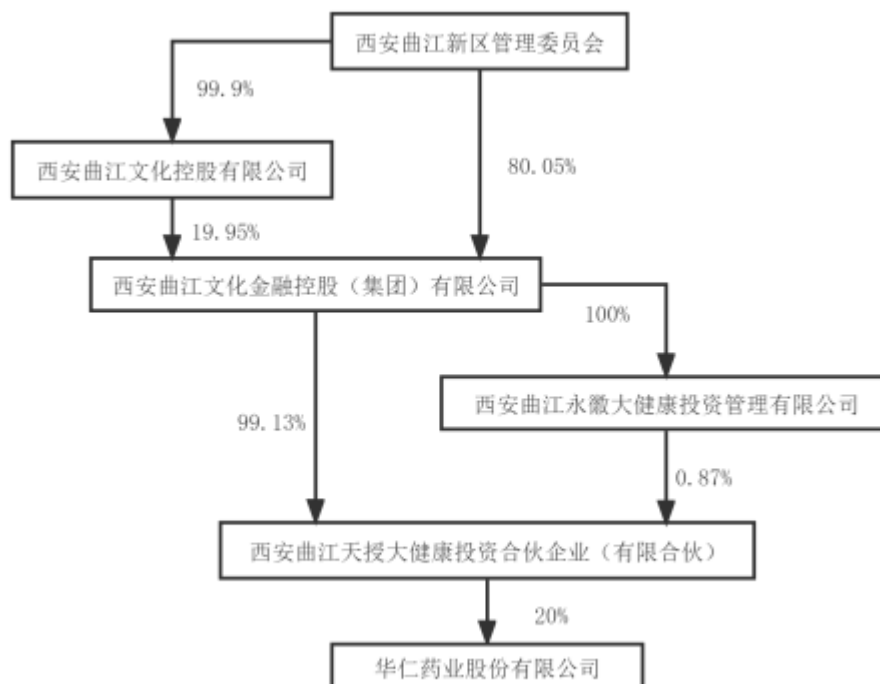 西安曲江新区管理委员会
99.9%
西安曲江文化控股有限公司
80.05%
19.95%
西安曲江文化金融控股（集团）有限公司
100%
西安曲江永徽大健康投资管理有限公司
99.13%
0.87%
西安曲江天授大健康投资合伙企业（有限合伙）
20%
华仁药业股份有限公司